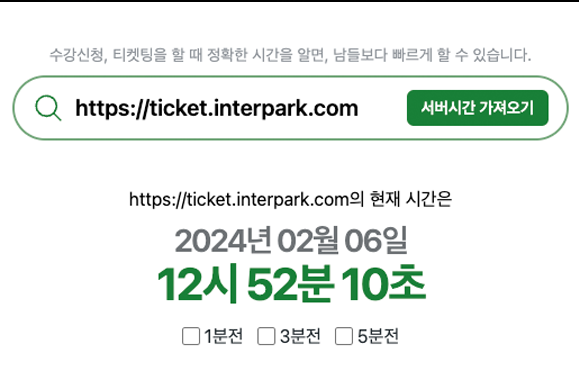 수강신청, 티켓팅을 할 때 정확한 시간을 알면, 남들보다 빠르게 할 수 있습니다.
https://ticket.interpark.com 서버시간 가져오기
https://ticket.interpark.com의 현재 시간은
2024년 02월 06일
12시 52분 10초
1분전 3분전 5분전